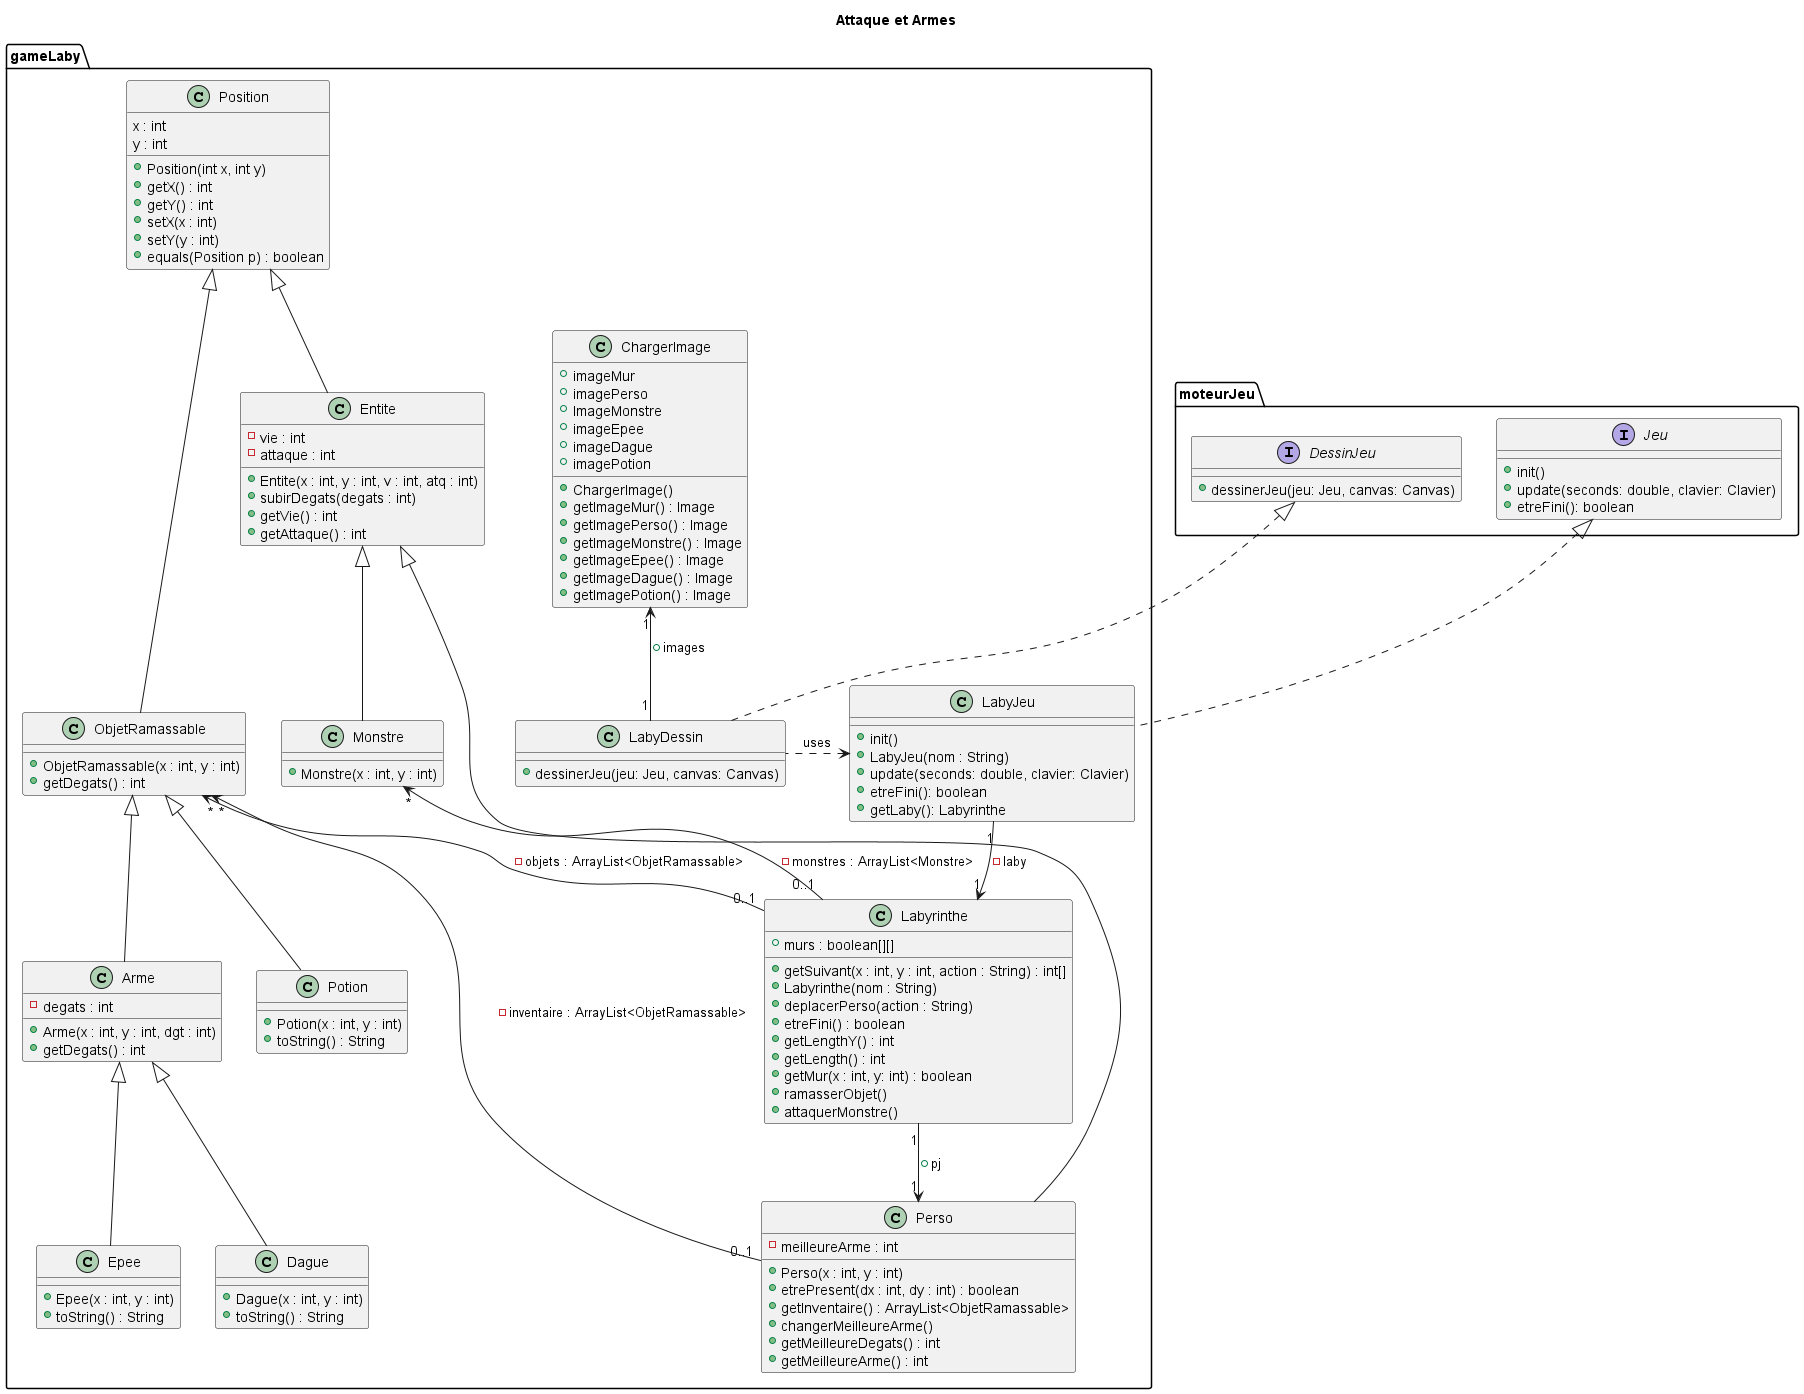 Attaque et Armes
gameLaby
C Position
x : int
y : int
Position(int x, int y)
getX() : int
getY() : int
setX(x : int)
setY(y : int)
equals(Position p) : boolean
C ChargerImage
imageMur
imagePerso
ImageMonstre
imageEpee
imageDague
imagePotion
ChargerImage()
getImageMur() : Image
getImagePerso() : Image
getImageMonstre() : Image
getImageEpee() : Image
getImageDague() : Image
getImagePotion() : Image
C Entite
vie : int
attaque : int
Entite(x : int, y : int, v : int, atq : int)
subirDegats(degats : int)
getVie() : int
getAttaque() : int
moteurJeu
I DessinJeu
dessinerJeu(jeu: Jeu, canvas: Canvas)
I Jeu
init()
update(seconds: double, clavier: Clavier)
etreFini(): boolean
1
images
1
C ObjetRamassable
ObjetRamassable(x : int, y : int)
getDegats() : int
C Monstre
Monstre(x : int, y : int)
C LabyDessin
dessinerJeu(jeu: Jeu, canvas: Canvas)
uses
C LabyJeu
init()
LabyJeu(nom : String)
update(seconds: double, clavier: Clavier)
etreFini(): boolean
getLaby(): Labyrinthe
* *
*
1
objets : ArrayList<ObjetRamassable>
monstres : ArrayList<Monstre>
laby
0..1
0..1
1
C Labyrinthe
murs : boolean[][]
getSuivant(x : int, y : int, action : String) : int[]
Labyrinthe(nom : String)
deplacerPerso(action : String)
etreFini() : boolean
getLengthY() : int
getLength() : int
getMur(x : int, y: int) : boolean
ramasserObjet()
attaquerMonstre()
C Arme
degats : int
Arme(x : int, y : int, dgt : int)
getDegats() : int
C Potion
Potion(x : int, y : int)
toString() : String
inventaire : ArrayList<ObjetRamassable>
1
pj
1
0..1
C Epee
Epee(x : int, y : int)
toString() : String
C Dague
Dague(x : int, y : int)
toString() : String
C Perso
meilleureArme : int
Perso(x : int, y : int)
etrePresent(dx : int, dy : int) : boolean
getInventaire() : ArrayList<ObjetRamassable>
changerMeilleureArme()
getMeilleureDegats() : int
getMeilleureArme() : int